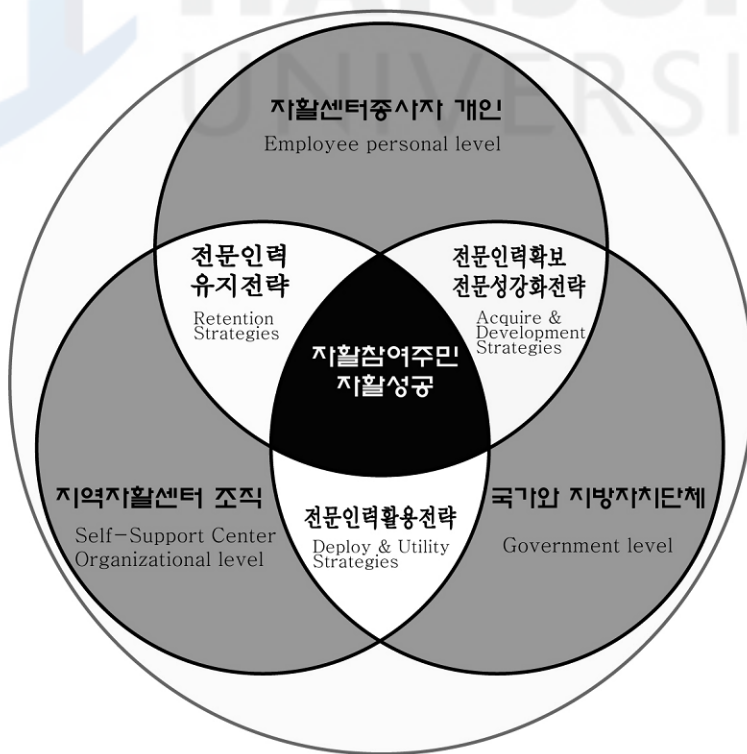 UNIVERSI
자활센터종사자 개인
Employee personal level
전문인력
유지전략
Retention
Strategies
전문인력확보
전문성강화전략
Acquire &
Development
Strategies
자활참여주민
자활성공
지역자활센터 조직
Self-Support Center
Organizational level
전문인력활용전략
Deploy & Utility
Strategies
국가와 지방자치단체
Government level